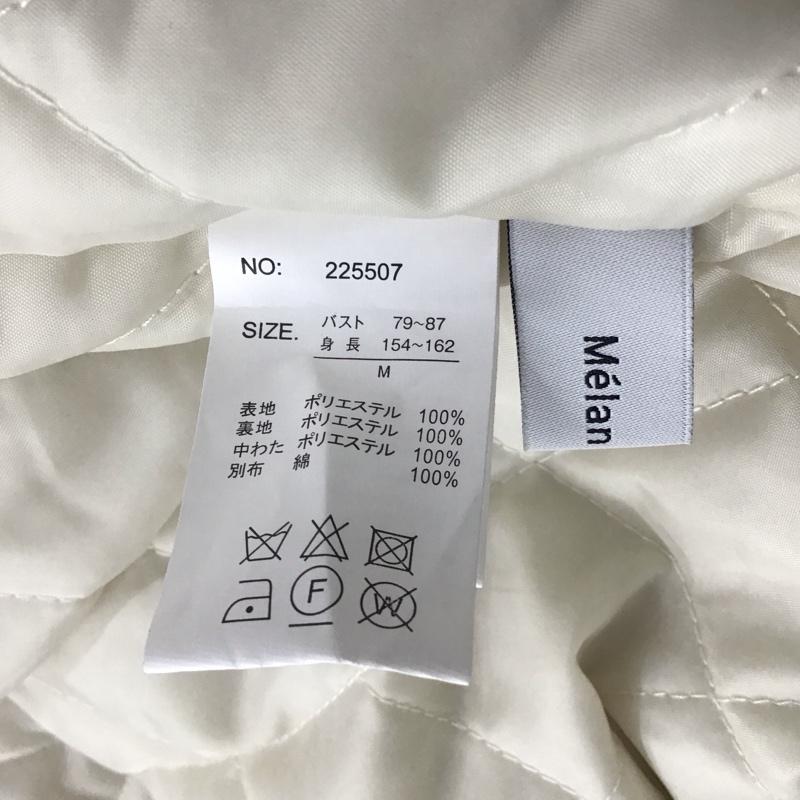 NO: 225507
SIZE. バスト 79~87
身長 154~162
M
表地 ポリエステル 100%
裏地 ポリエステル 100%
中わた ポリエステル 100%
別布 綿 100%
F
W
Mélan